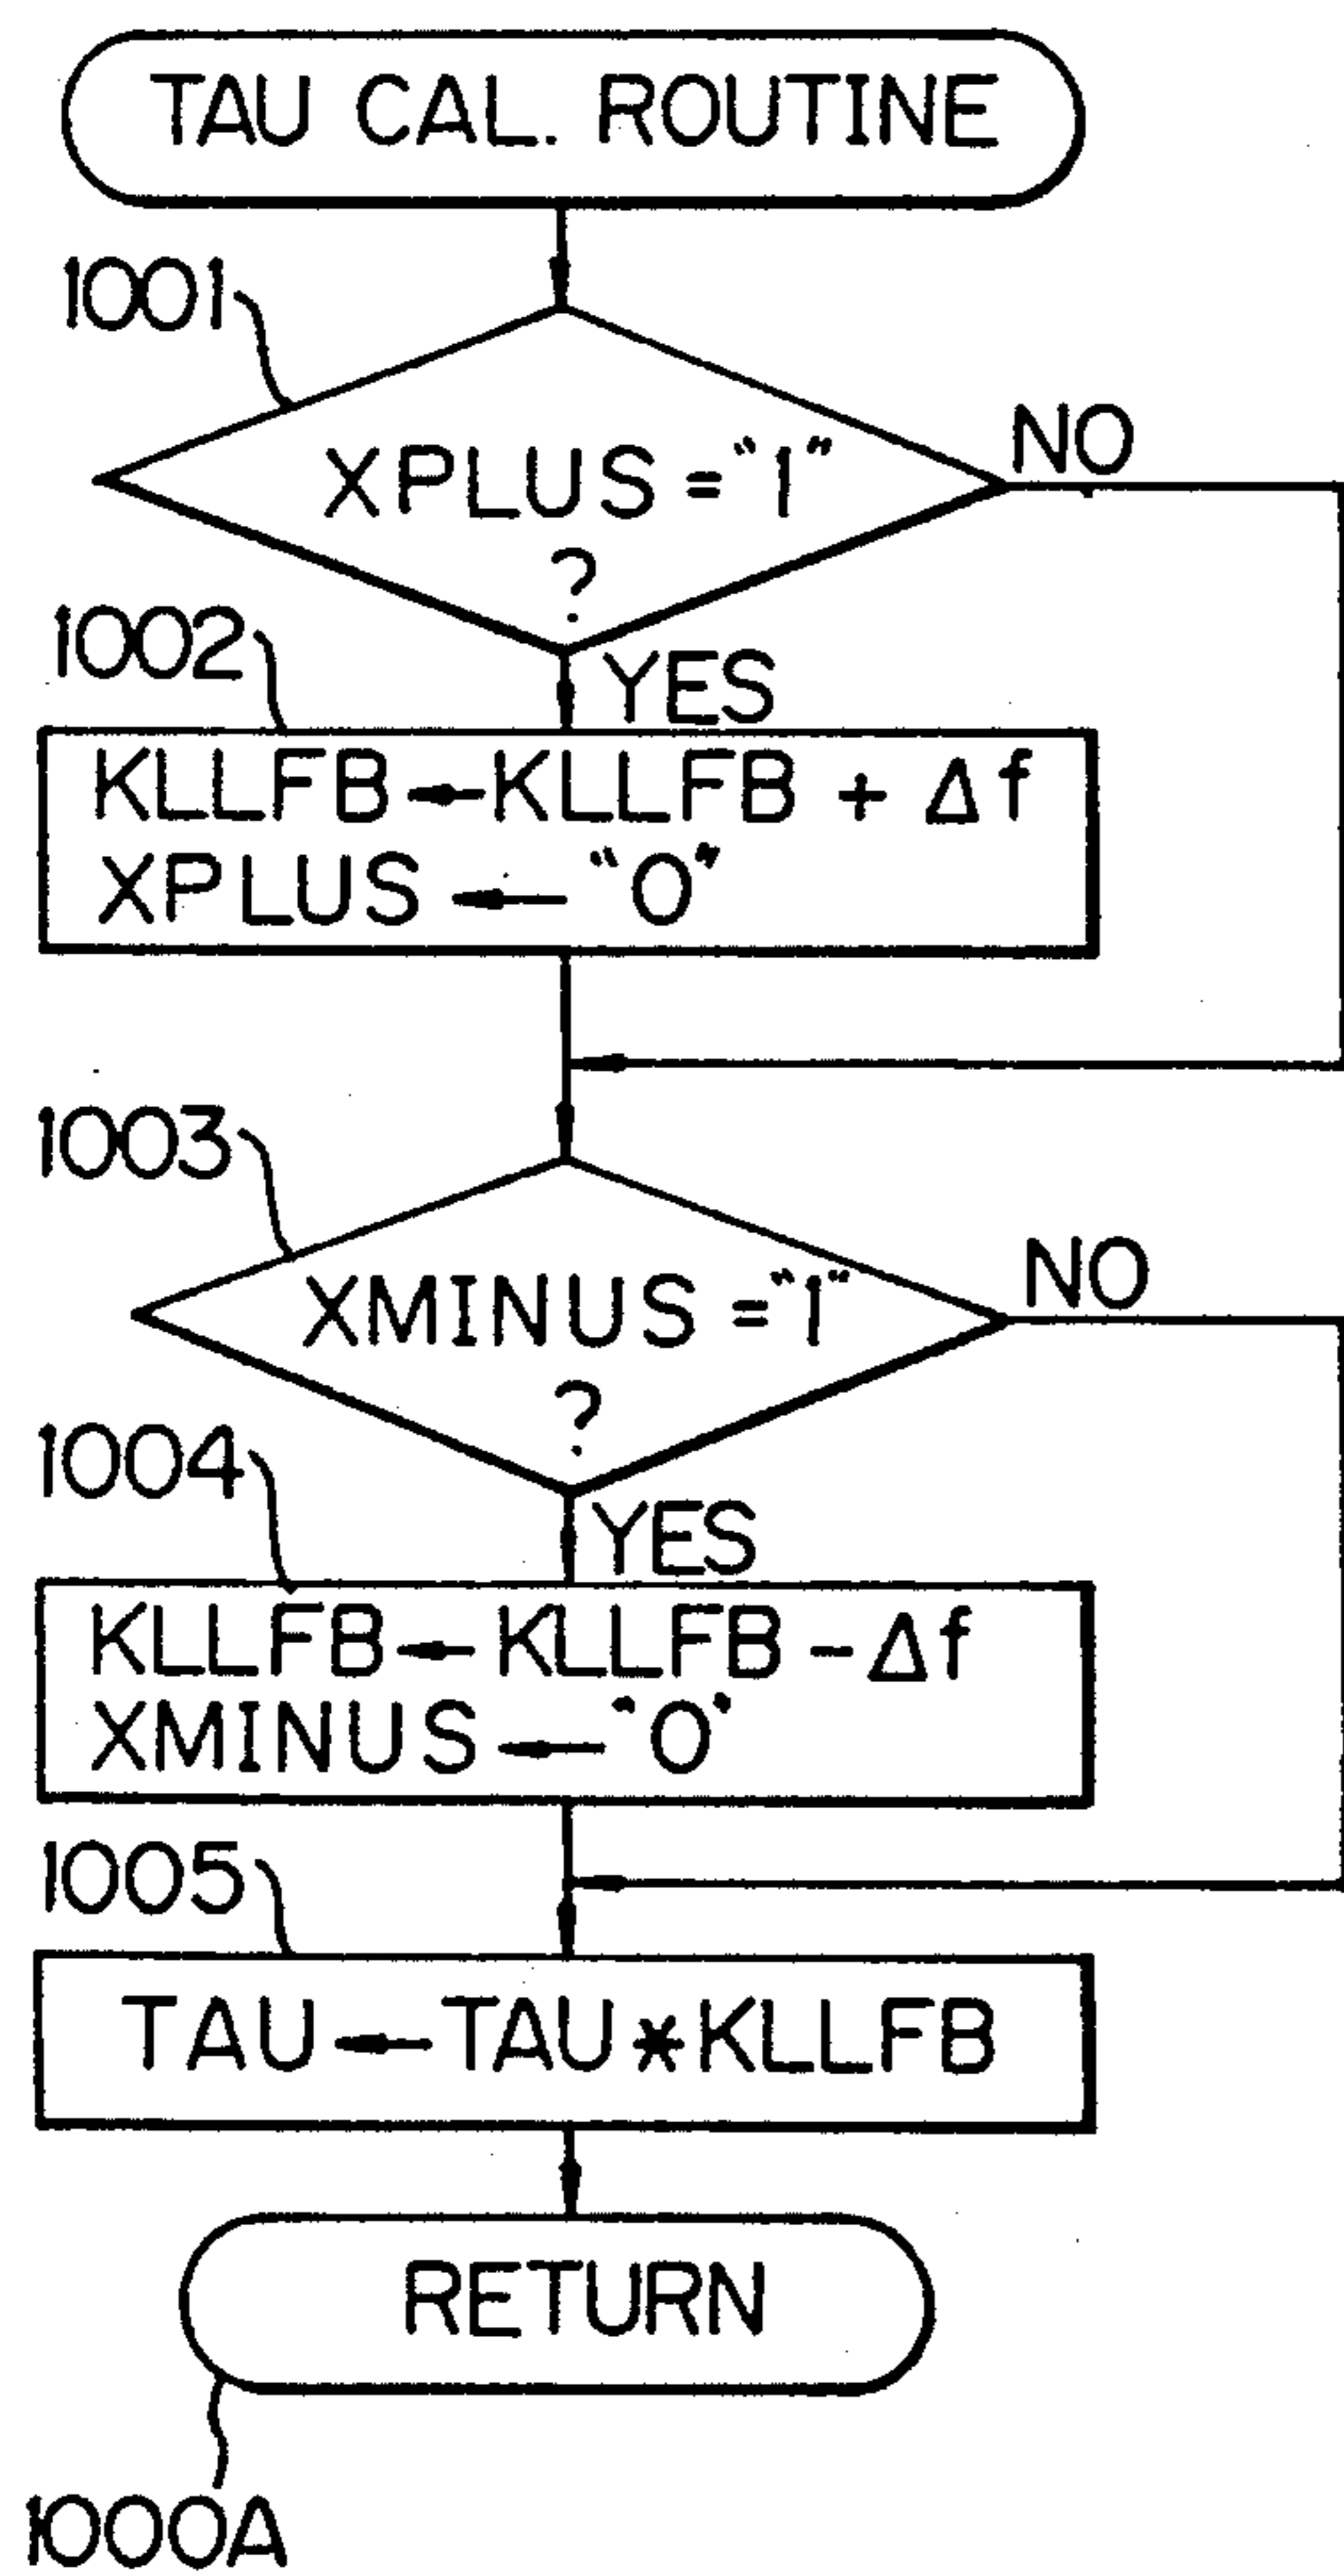 TAU CAL. ROUTINE
1001
NO
XPLUS = "1"
?
1002
YES
KLLFB ← KLLFB + Δf
XPLUS ← "0"
1003
NO
XMINUS = "1"
?
1004
YES
KLLFB ← KLLFB - Δf
XMINUS ← "0"
1005
TAU ← TAU * KLLFB
RETURN
1000A